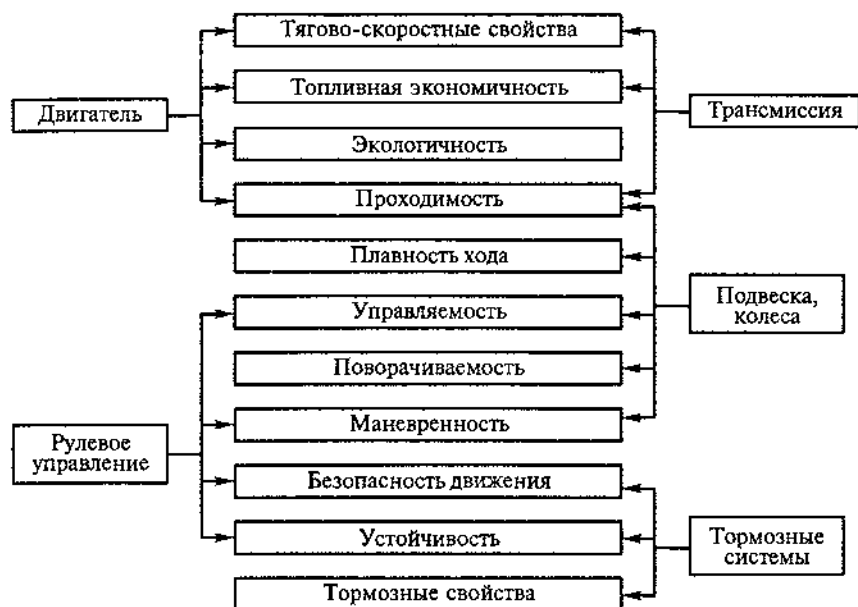 Тягово-скоростные свойства
Топливная экономичность
Двигатель
Трансмиссия
Экологичность
Проходимость
Плавность хода
Управляемость
Подвеска,
колеса
Поворачиваемость
Маневренность
Рулевое
управление
Безопасность движения
Устойчивость
Тормозные
системы
Тормозные свойства